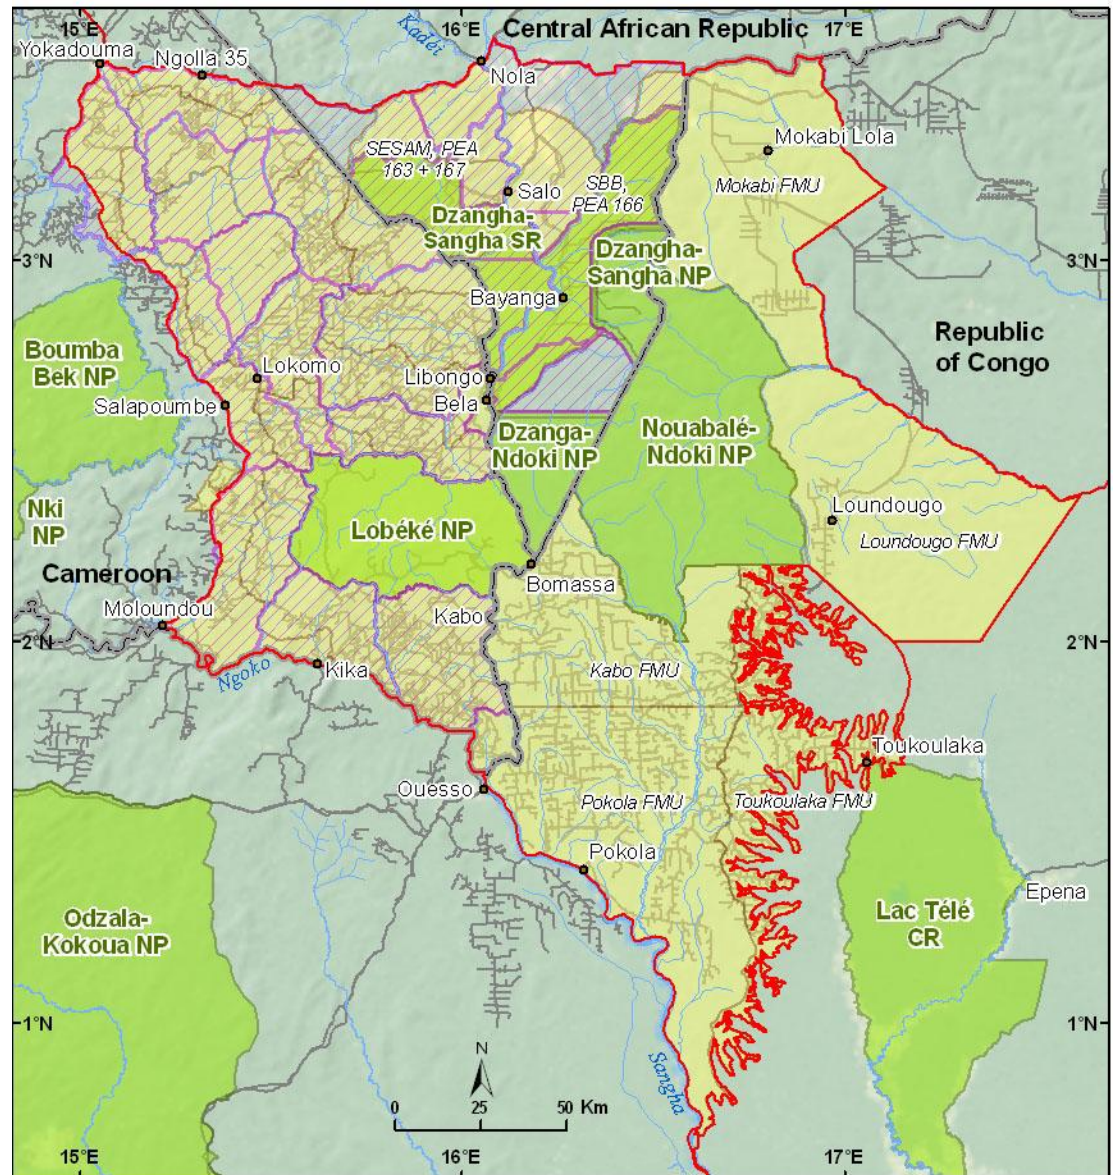 15°E
16°E
17°E
Central African Republic
Kadéi
Yokadouma
Ngolla 35
Nola
Mokabi Lola
Mokabi FMU
SESAM, PEA
163 + 167
Salo
SBB,
PEA 166
Dzangha-
Sangha SR
Dzangha-
Sangha NP
3°N
3°N
Bayanga
Republic
of Congo
Boumba
Bek NP
Lokomo
Libongo
Salapoumbe
Bela
Dzanga-
Ndoki NP
Nouabalé-
Ndoki NP
Nki
NP
Lobéké NP
Loundougo
Loundougo FMU
Cameroon
Bomassa
Moloundou
Kabo
2°N
2°N
Ngoko
Kika
Kabo FMU
Toukoulaka
Ouesso
Pokola FMU
Toukoulaka FMU
Pokola
Epena
Odzala-
Kokoua NP
Lac Télé
CR
1°N
1°N
N
Sangha
0 25 50 Km
15°E
16°E
17°E